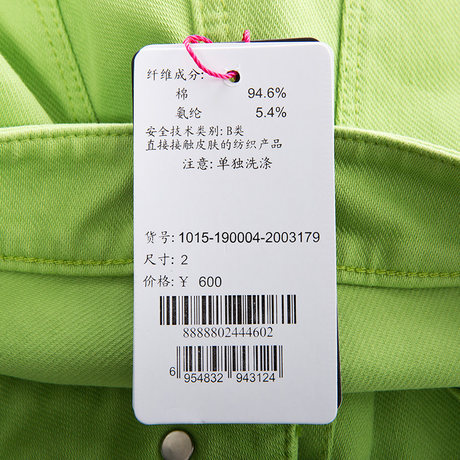 纤维成分:
棉 94.6%
氨纶 5.4%
安全技术类别: B类
直接接触皮肤的纺织产品
注意: 单独洗涤
货号: 1015-190004-2003179
尺寸: 2
价格: ¥ 600
8888802444602
6 954832 943124